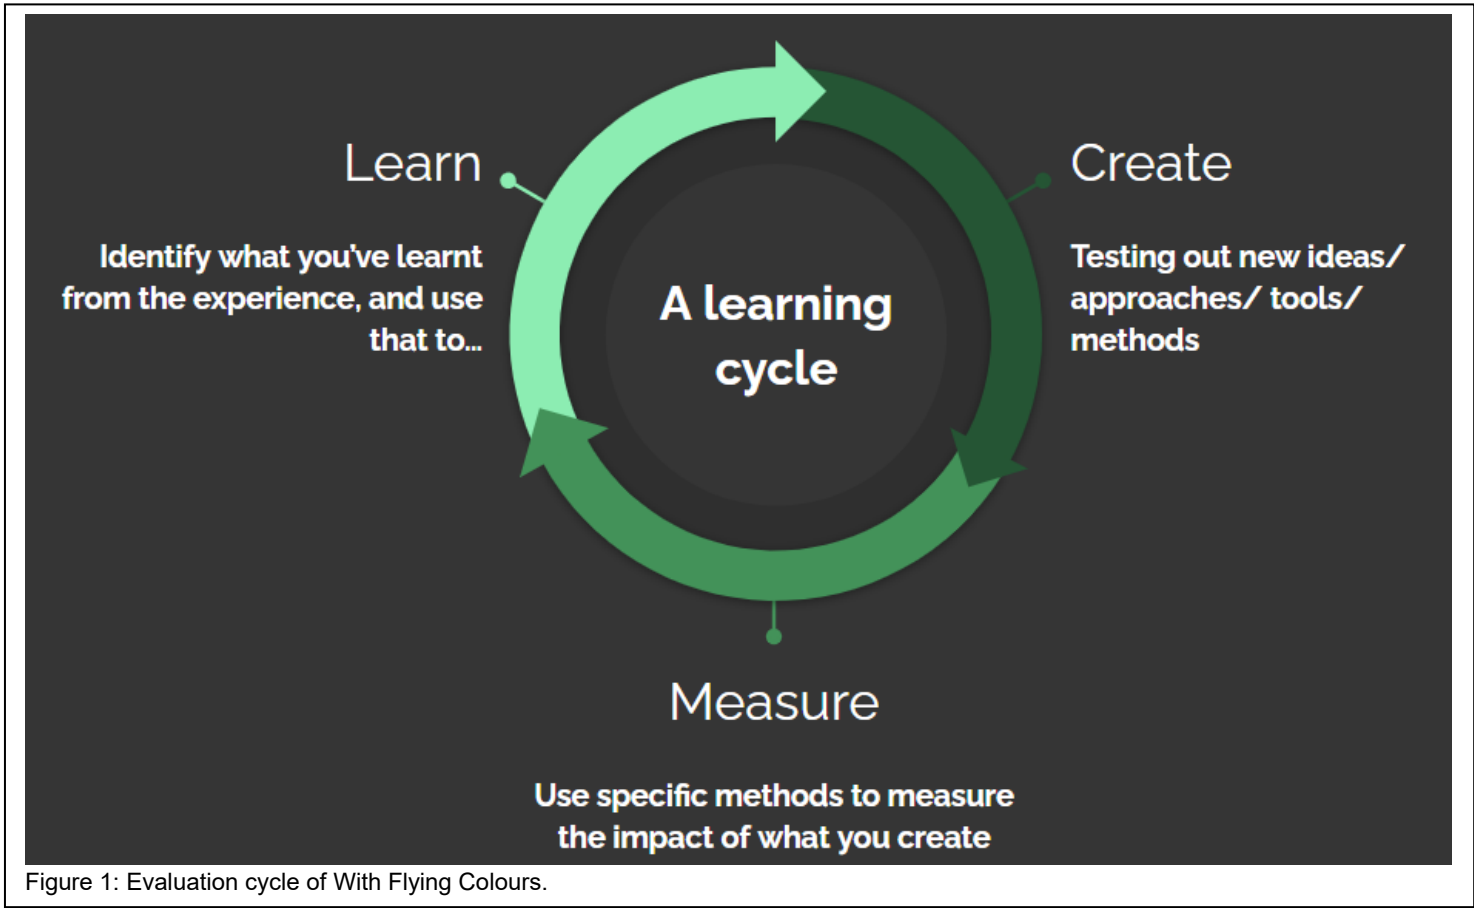 Learn
Identify what you've learnt
from the experience, and use
that to...
A learning
cycle
Create
Testing out new ideas/
approaches/ tools/
methods
Measure
Use specific methods to measure
the impact of what you create
Figure 1: Evaluation cycle of With Flying Colours.